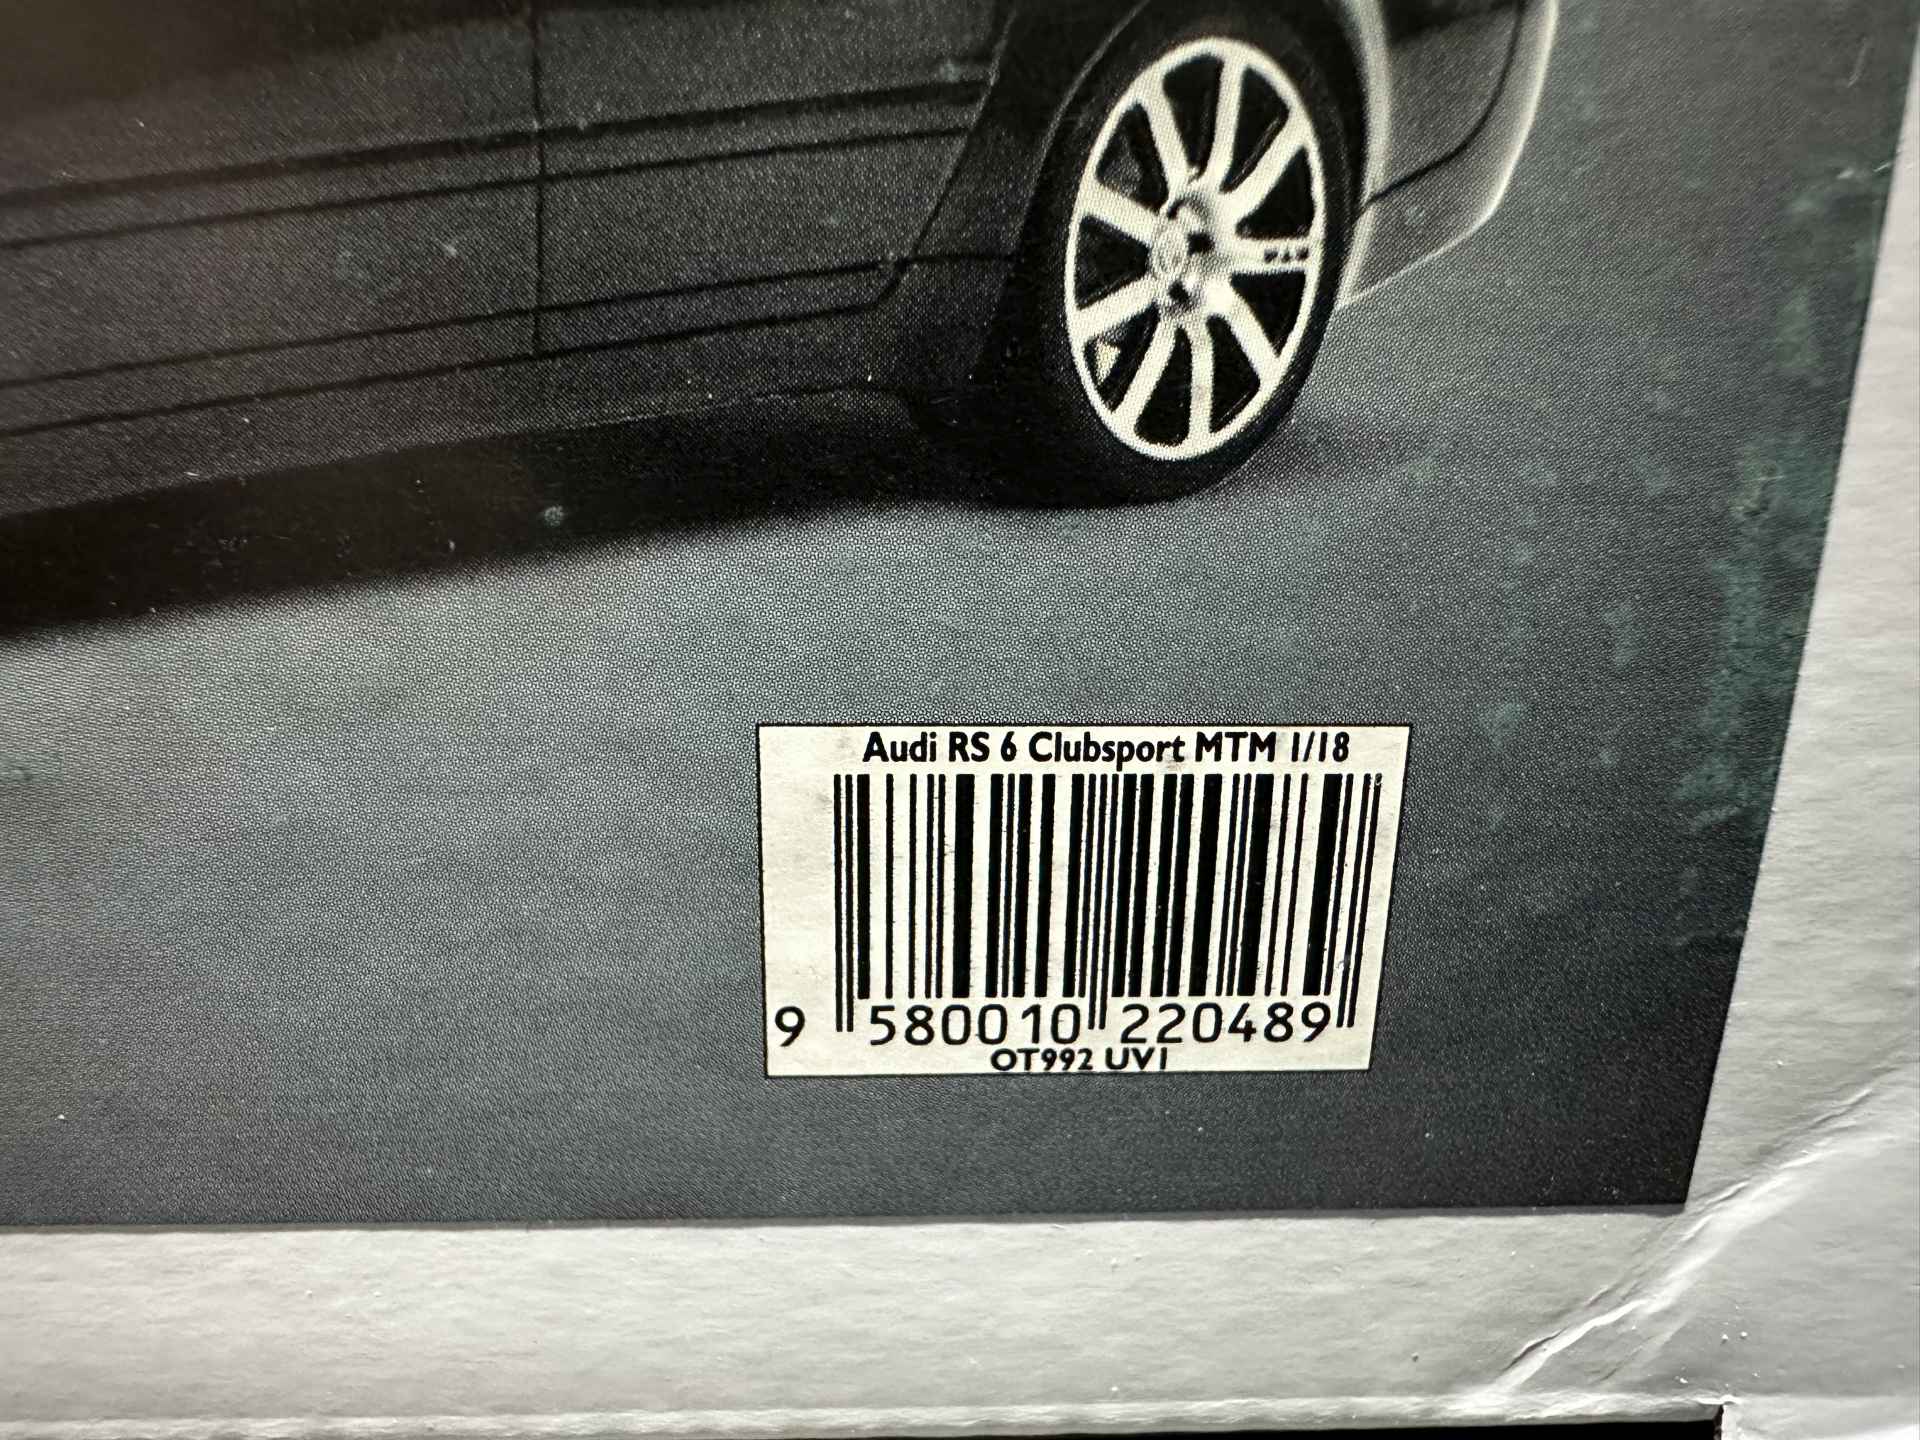 Audi RS 6 Clubsport MTM 1/18
9 580010 220489
OT992 UV1